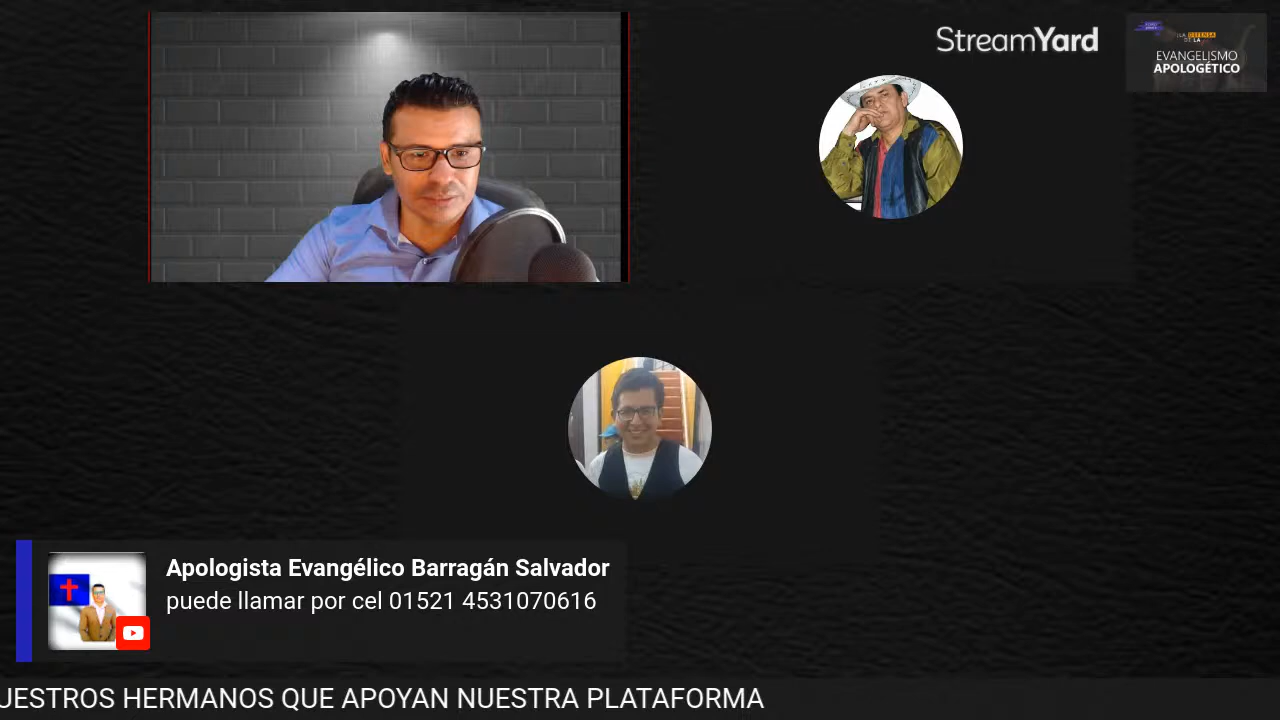 StreamYard
EVANGELISMO
APOLOGÉTICO
Apologista Evangélico Barragán Salvador
puede llamar por cel 01521 4531070616
UESTROS HERMANOS QUE APOYAN NUESTRA PLATAFORMA